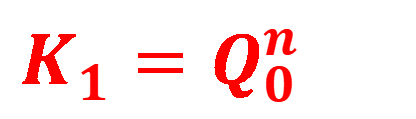 K₁ = Q₀ⁿ